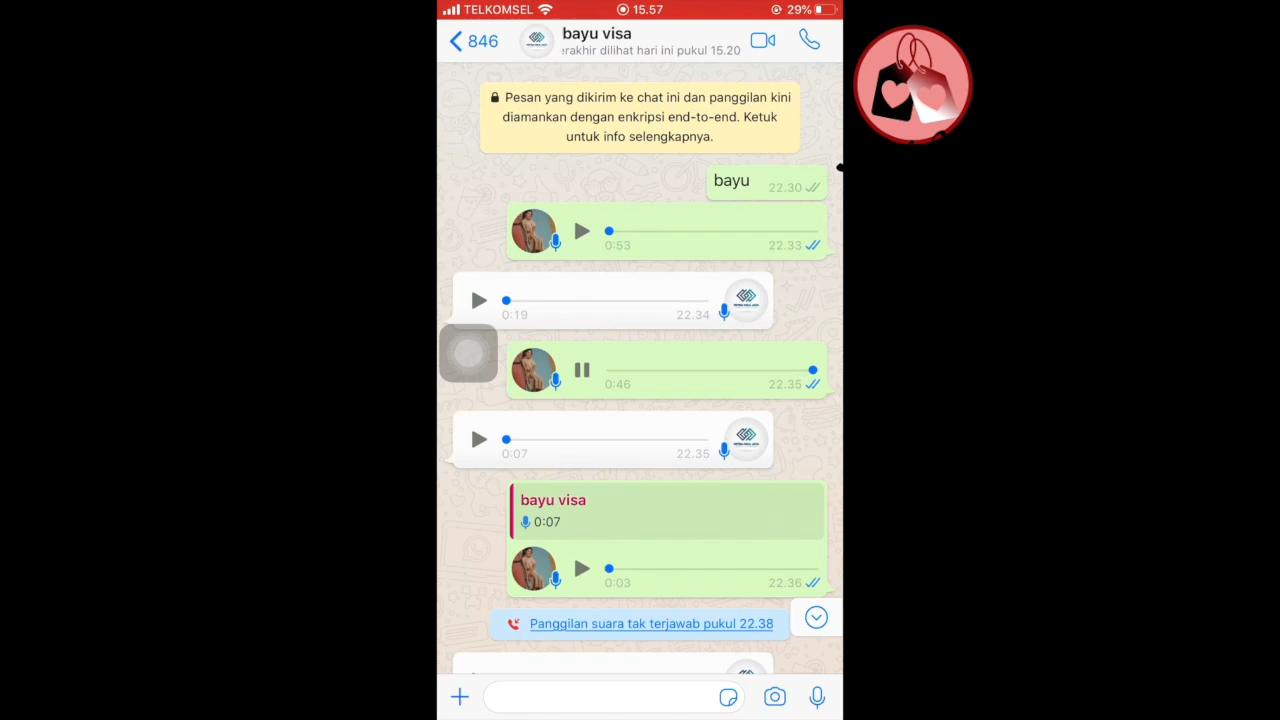 TELKOMSEL 15.57 29%
846 bayu visa
erakhir dilihat hari ini pukul 15.20
Pesan yang dikirim ke chat ini dan panggilan kini
diamankan dengan enkripsi end-to-end. Ketuk
untuk info selengkapnya.
bayu 22.30
0:53 22.33
0:19 22.34
0:46 22.35
0:07 22.35
bayu visa
0:07
0:03 22.36
Panggilan suara tak terjawab pukul 22.38